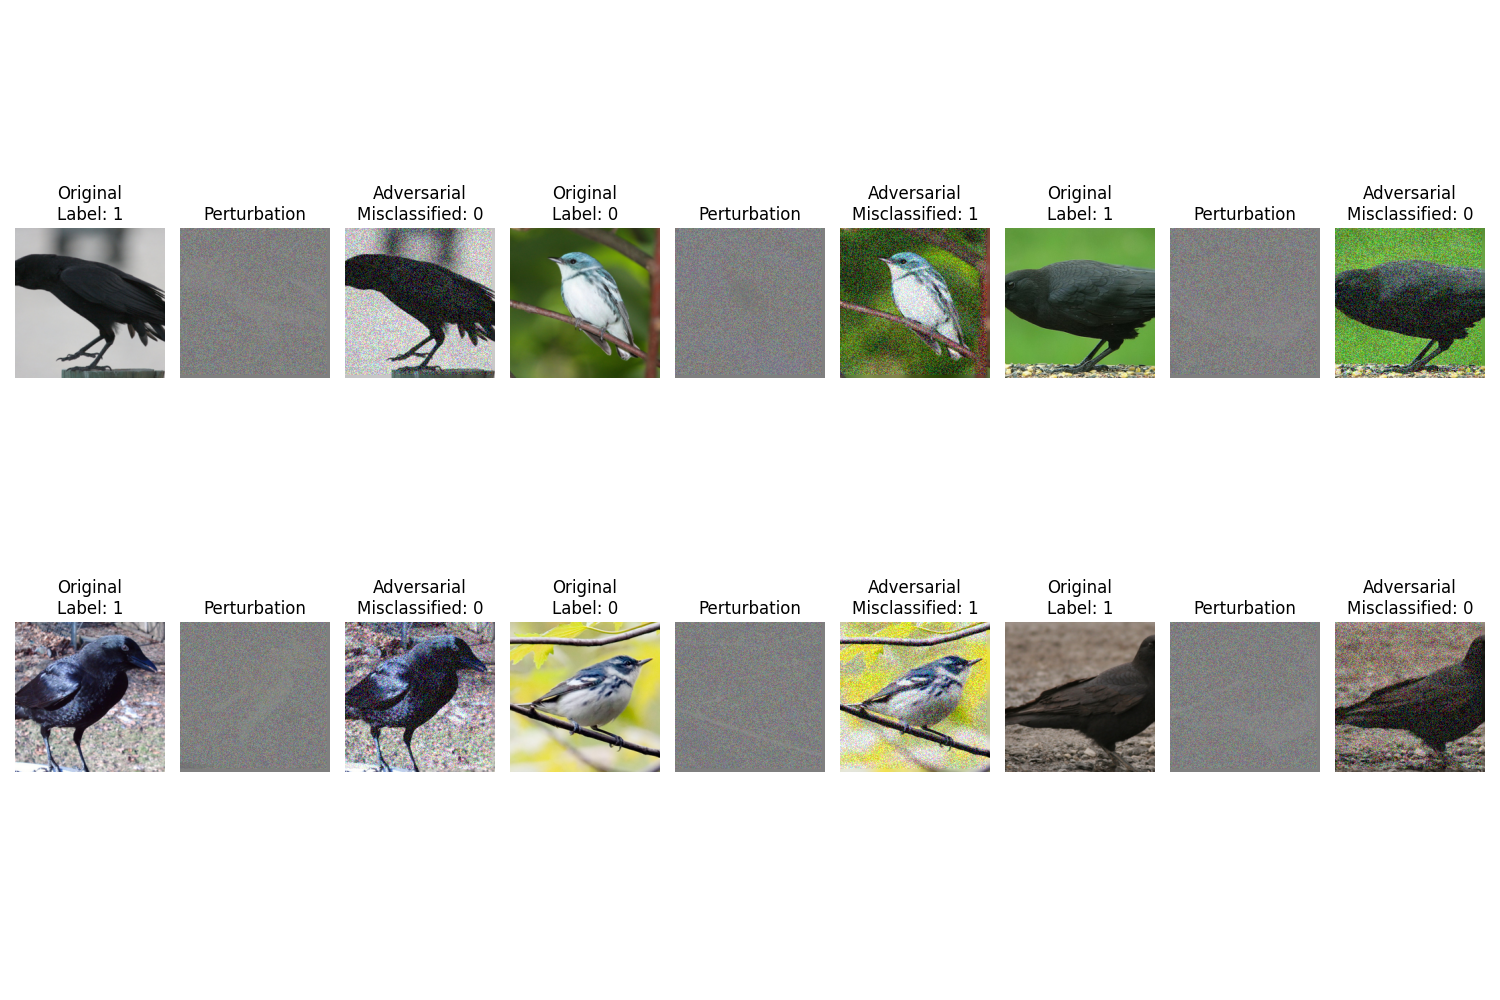 Original
Label: 1
Perturbation
Adversarial
Misclassified: 0
Original
Label: 0
Perturbation
Adversarial
Misclassified: 1
Original
Label: 1
Perturbation
Adversarial
Misclassified: 0
Original
Label: 1
Perturbation
Adversarial
Misclassified: 0
Original
Label: 0
Perturbation
Adversarial
Misclassified: 1
Original
Label: 1
Perturbation
Adversarial
Misclassified: 0